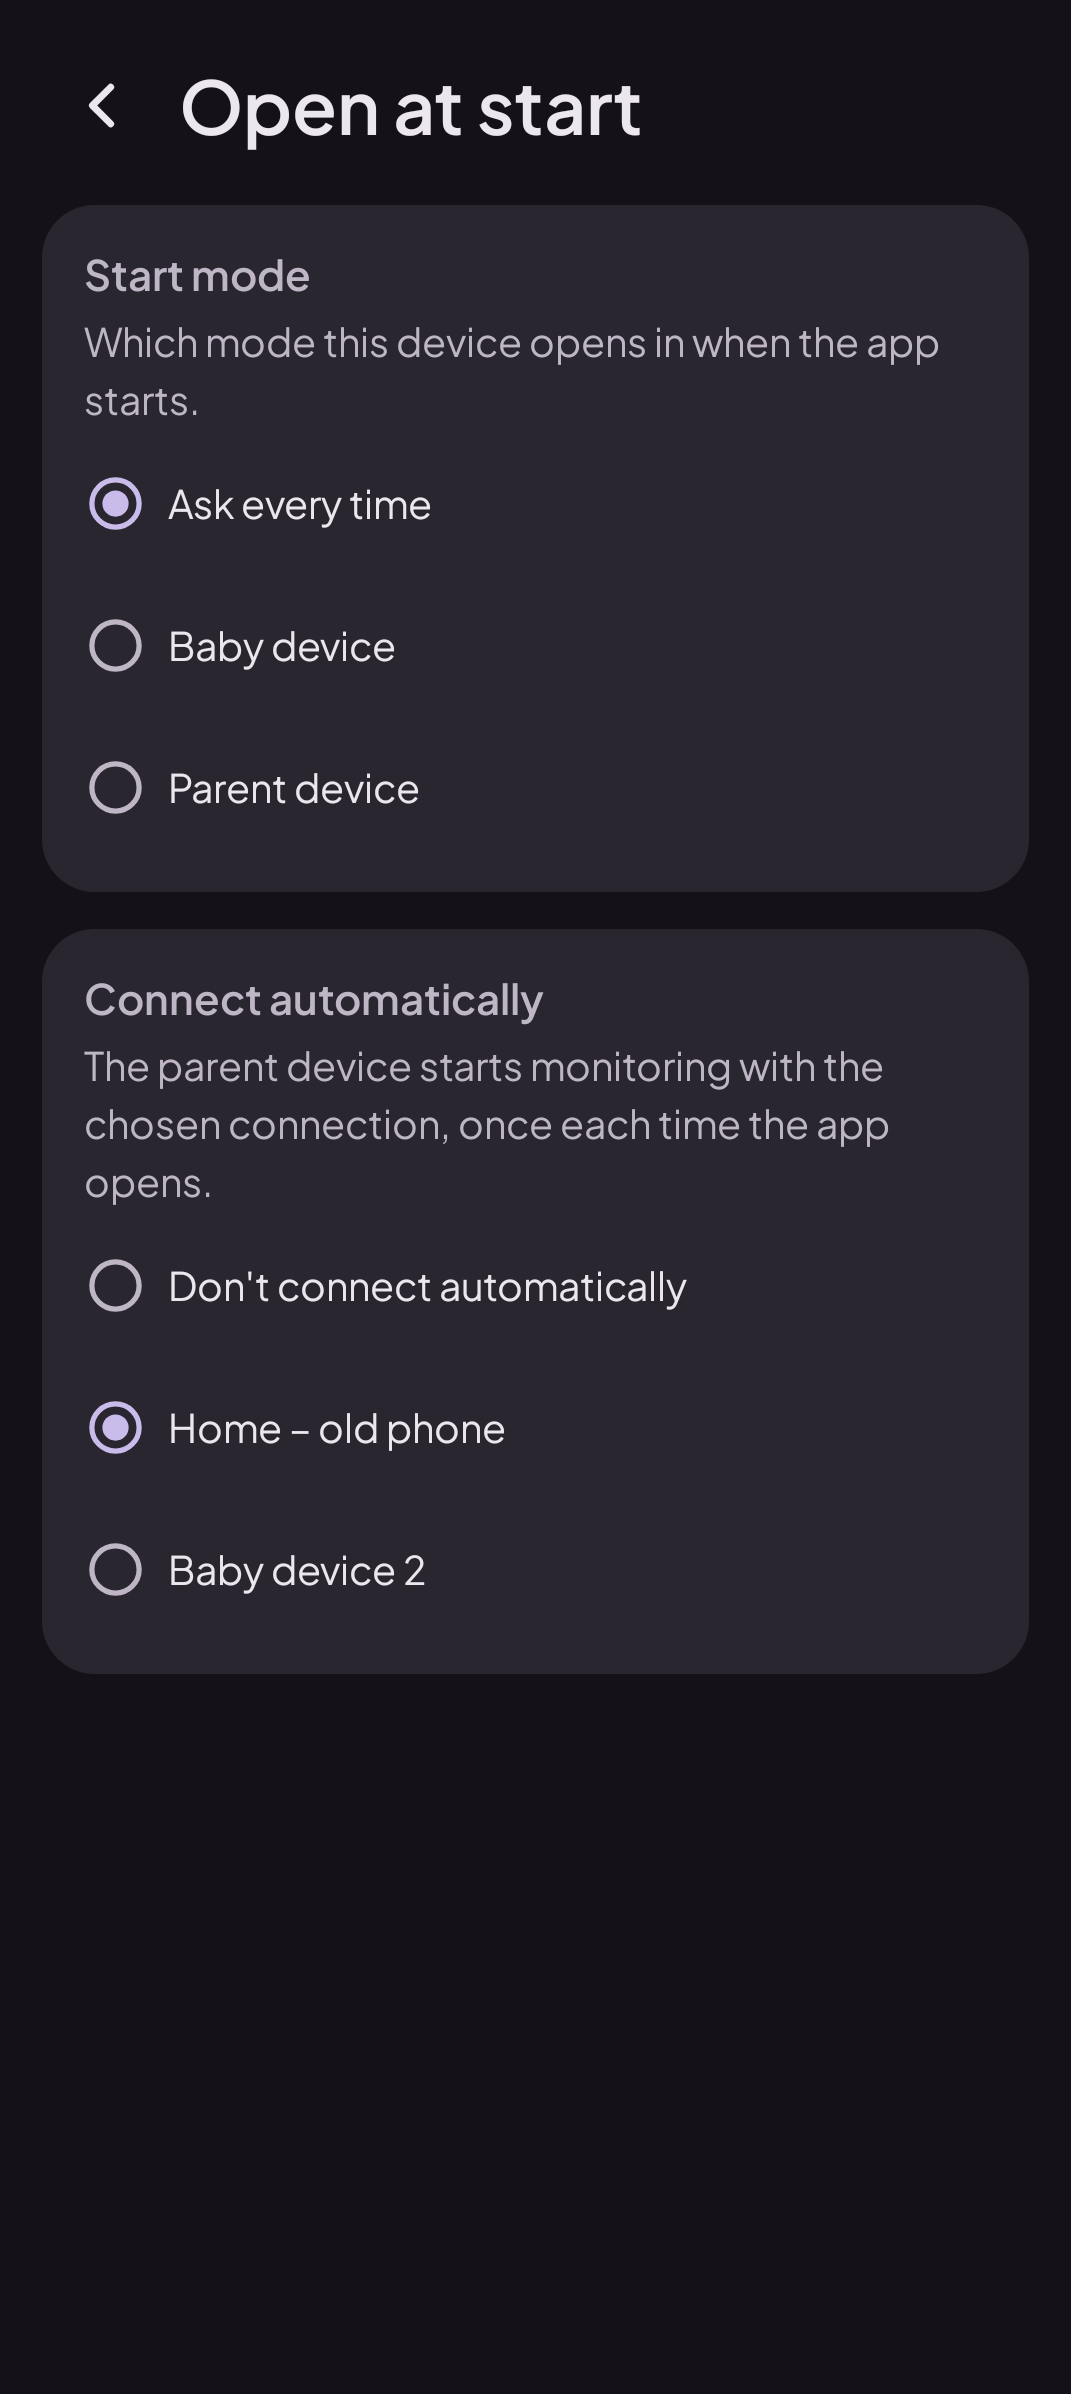 Open at start
Start mode
Which mode this device opens in when the app
starts.
Ask every time
Baby device
Parent device
Connect automatically
The parent device starts monitoring with the
chosen connection, once each time the app
opens.
Don't connect automatically
Home – old phone
Baby device 2